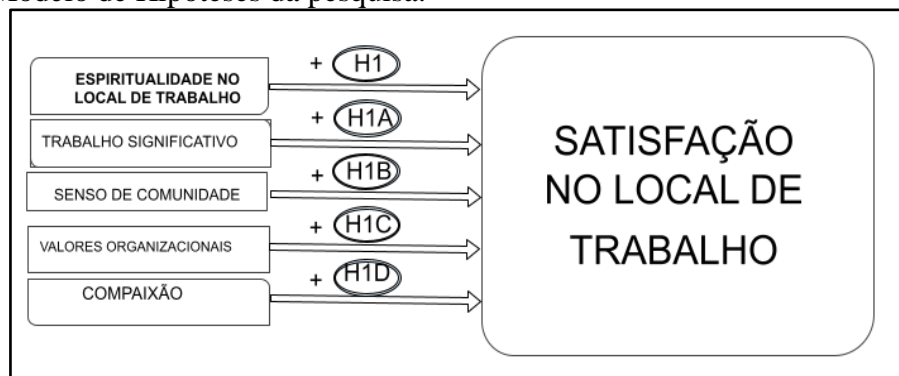 Modelo de Hipóteses da pesquisa.
ESPIRITUALIDADE NO
LOCAL DE TRABALHO
+ H1
TRABALHO SIGNIFICATIVO
+ H1A
SENSO DE COMUNIDADE
+ H1B
VALORES ORGANIZACIONAIS
+ H1C
COMPAIXÃO
+ H1D
SATISFAÇÃO
NO LOCAL DE
TRABALHO